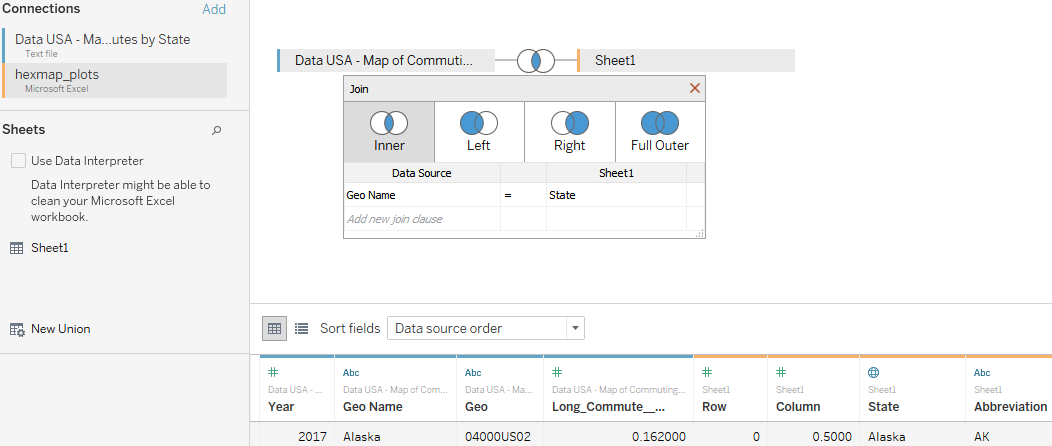 Connections Add
Data USA - Ma...utes by State
Text file
hexmap_plots
Microsoft Excel
Sheets
Use Data Interpreter
Data Interpreter might be able to
clean your Microsoft Excel
workbook.
Sheet1
New Union
Data USA - Map of Commuti... Sheet1
Join
Inner Left Right Full Outer
Data Source Sheet1
Geo Name = State
Add new join clause
Sort fields Data source order
# Abc Abc # # # Abc
Data USA - ... Data USA - Map of Com... Data USA - Ma... Data USA - Map of Commuting... Sheet1 Sheet1 Sheet1 Sheet1
Year Geo Name Geo Long_Commute__... Row Column State Abbreviation
2017 Alaska 04000US02 0.162000 0 0.5000 Alaska AK